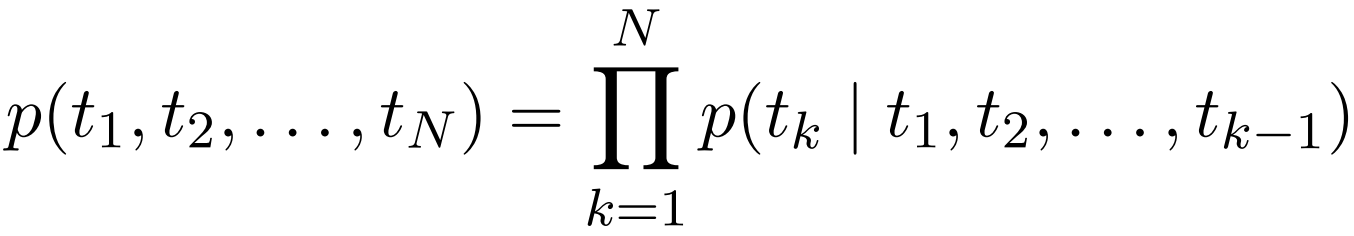 p(t_1, t_2, \ldots, t_N) = \prod_{k=1}^{N} p(t_k \mid t_1, t_2, \ldots, t_{k-1})